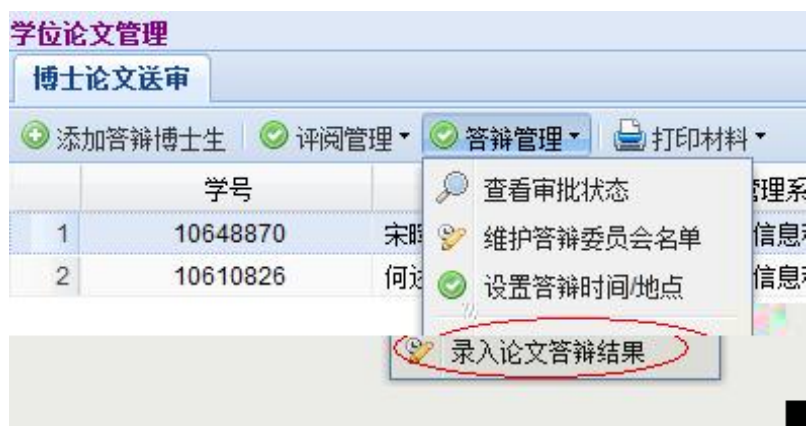 学位论文管理
博士论文送审
添加答辩博士生 评阅管理 答辩管理 打印材料
学号 管理系
1 10648870 宋 信息
2 10610826 何 信息
查看审批状态
维护答辩委员会名单
设置答辩时间/地点
录入论文答辩结果